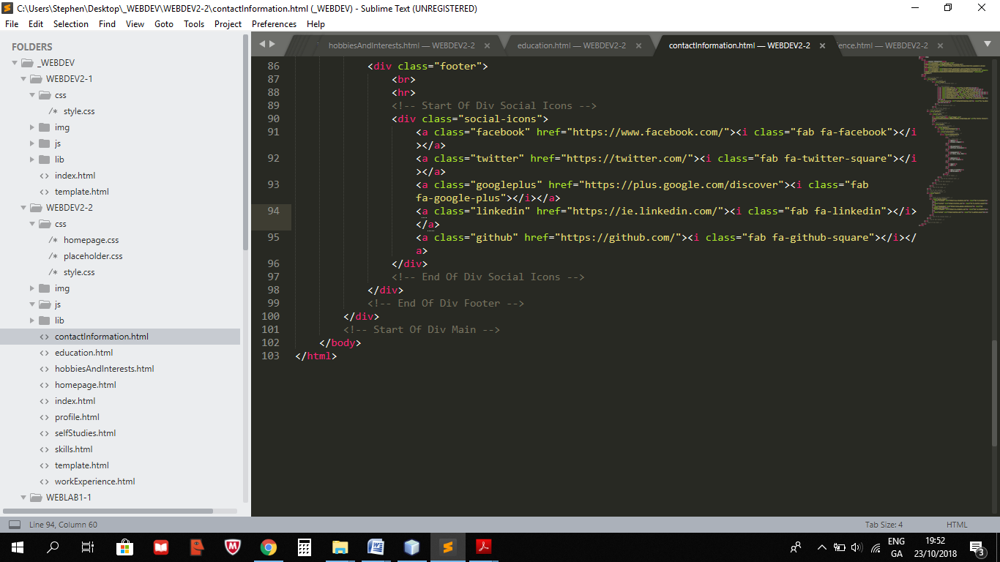 C:\Users\Stephen\Desktop\_WEBDEV\WEBDEV2-2\contactInformation.html (_WEBDEV) - Sublime Text (UNREGISTERED)
File Edit Selection Find View Goto Tools Project Preferences Help
FOLDERS
_WEBDEV
WEBDEV2-1
css
/* style.css
img
js
lib
<> index.html
<> template.html
WEBDEV2-2
css
/* homepage.css
/* placeholder.css
/* style.css
img
js
lib
<> contactInformation.html
<> education.html
<> hobbiesAndInterests.html
<> homepage.html
<> index.html
<> profile.html
<> selfStudies.html
<> skills.html
<> template.html
<> workExperience.html
WEBLAB1-1
hobbiesAndInterests.html — WEBDEV2-2 education.html — WEBDEV2-2 contactInformation.html — WEBDEV2-2 ence.html — WEBDEV2-2
86 <div class="footer">
87 <br>
88 <hr>
89 <!-- Start Of Div Social Icons -->
90 <div class="social-icons">
91 <a class="facebook" href="https://www.facebook.com/"><i class="fab fa-facebook"></i
></a>
92 <a class="twitter" href="https://twitter.com/"><i class="fab fa-twitter-square"></i
></a>
93 <a class="googleplus" href="https://plus.google.com/discover"><i class="fab
fa-google-plus"></i></a>
94 <a class="linkedin" href="https://ie.linkedin.com/"><i class="fab fa-linkedin"></i>
</a>
95 <a class="github" href="https://github.com/"><i class="fab fa-github-square"></i></
a>
96 </div>
97 <!-- End Of Div Social Icons -->
98 </div>
99 <!-- End Of Div Footer -->
100 </div>
101 <!-- Start Of Div Main -->
102 </body>
103 </html>
Line 94, Column 60 Tab Size: 4 HTML
ENG 19:52
GA 23/10/2018 3